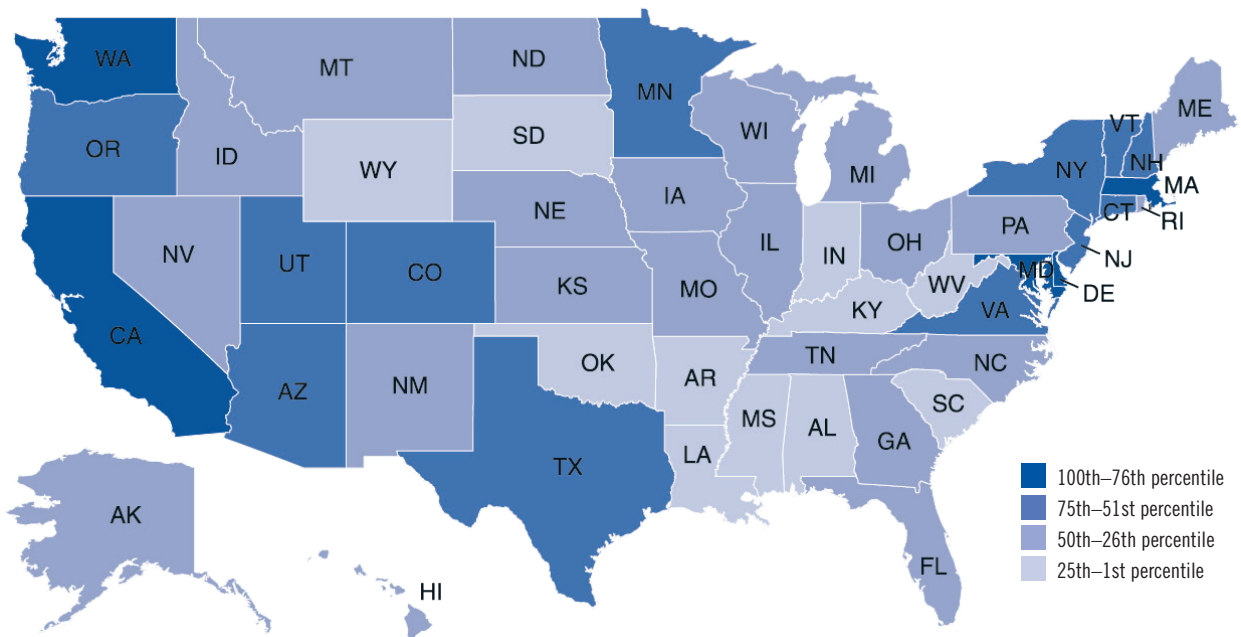 WA
MT
ND
MN
VT
ME
OR
ID
SD
WI
NY
NH
WY
MI
MA
IA
CT
RI
NE
PA
NV
UT
CO
IL
IN
OH
NJ
MD
DE
KS
MO
WV
KY
VA
CA
TN
NC
AZ
NM
OK
AR
SC
MS
AL
GA
LA
TX
100th–76th percentile
75th–51st percentile
AK
50th–26th percentile
FL
25th–1st percentile
HI